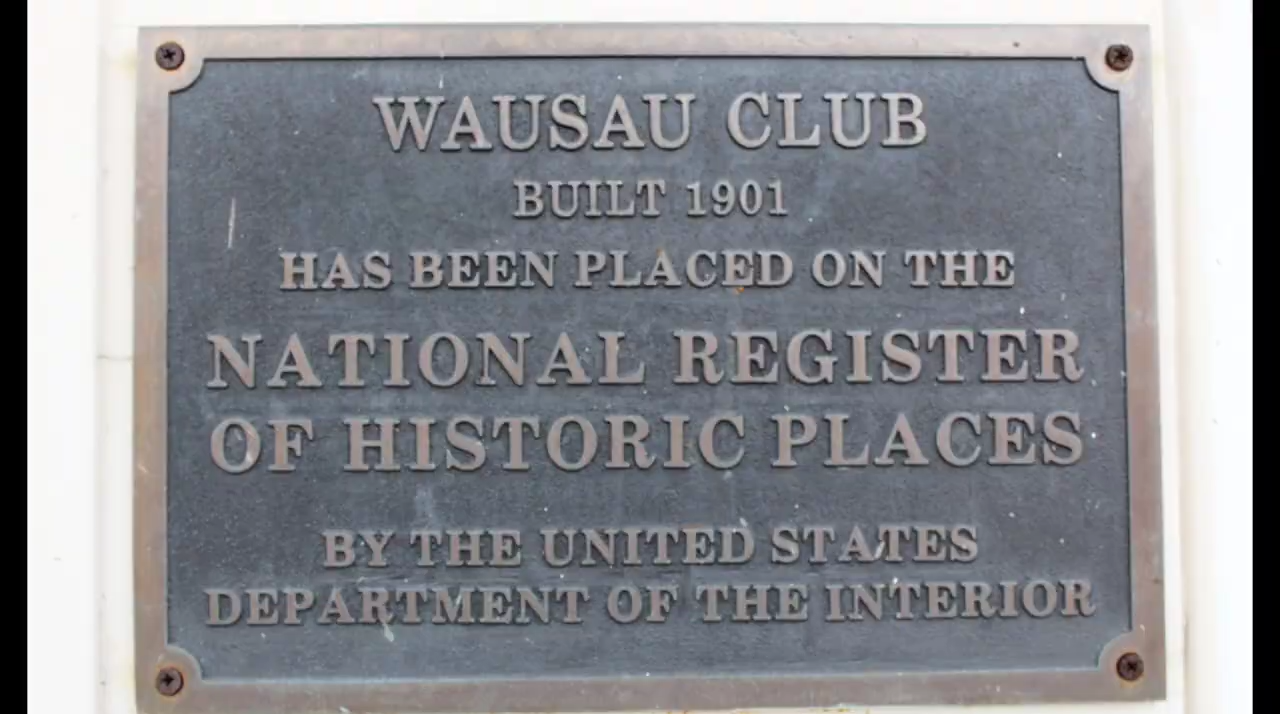 WAUSAU CLUB
BUILT 1901
HAS BEEN PLACED ON THE
NATIONAL REGISTER
OF HISTORIC PLACES
BY THE UNITED STATES
DEPARTMENT OF THE INTERIOR